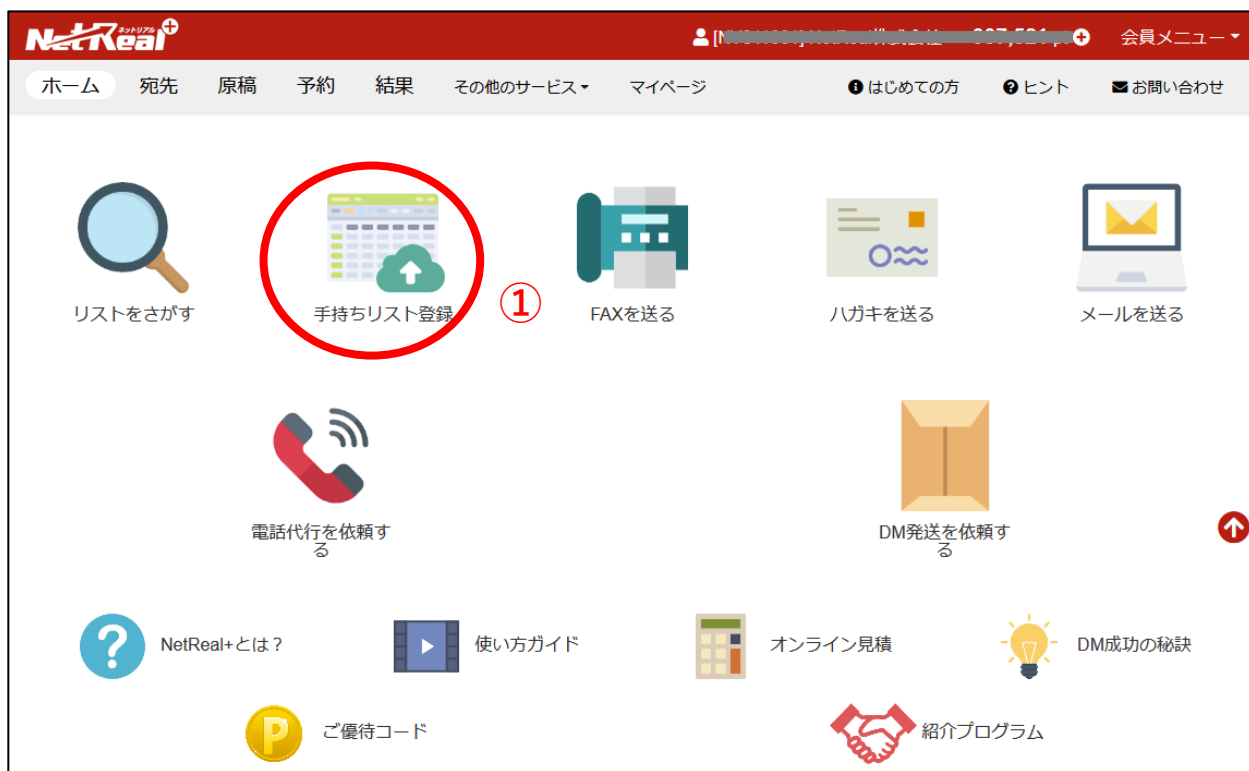 NetReal+ ネットリアル
会員メニュー
ホーム 宛先 原稿 予約 結果 その他のサービス マイページ はじめての方 ヒント お問い合わせ
リストをさがす 手持ちリスト登録 ① FAXを送る ハガキを送る メールを送る
電話代行を依頼す
る
DM発送を依頼す
る
? NetReal+とは？ 使い方ガイド オンライン見積 DM成功の秘訣
P ご優待コード 紹介プログラム